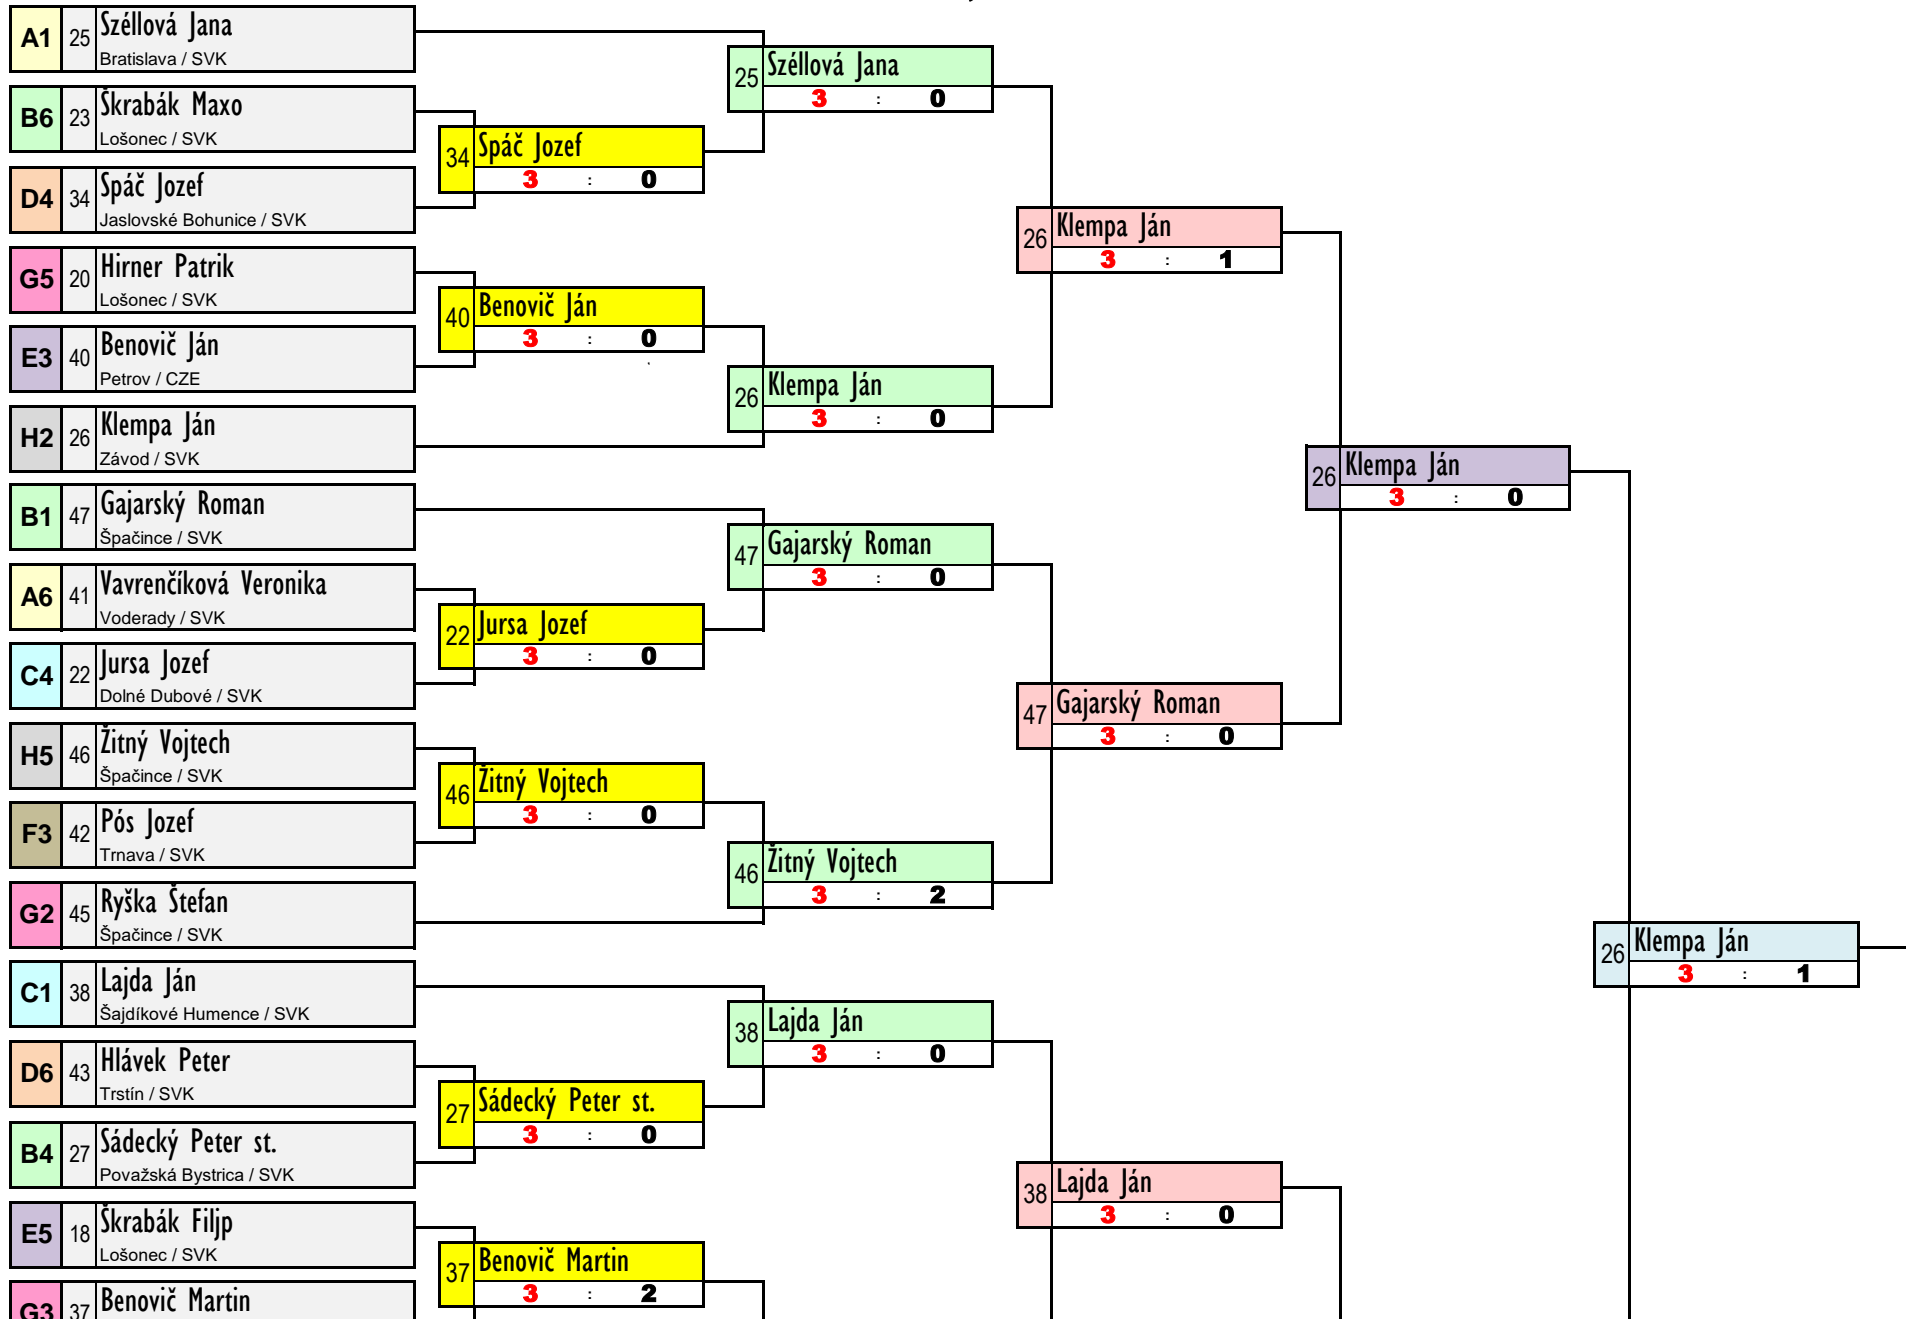 A1 25 Széllová Jana
Bratislava / SVK
B6 23 Škrabák Maxo
Lošonec / SVK
D4 34 Spáč Jozef
Jaslovské Bohunice / SVK
G5 20 Hirner Patrik
Lošonec / SVK
E3 40 Benovič Ján
Petrov / CZE
H2 26 Klempa Ján
Závod / SVK
B1 47 Gajarský Roman
Špačince / SVK
A6 41 Vavrenčíková Veronika
Voderady / SVK
C4 22 Jursa Jozef
Dolné Dubové / SVK
H5 46 Žitný Vojtech
Špačince / SVK
F3 42 Pós Jozef
Trnava / SVK
G2 45 Ryška Štefan
Špačince / SVK
C1 38 Lajda Ján
Šajdíkové Humence / SVK
D6 43 Hlávek Peter
Trstín / SVK
B4 27 Sádecký Peter st.
Považská Bystrica / SVK
E5 18 Škrabák Filjp
Lošonec / SVK
G3 37 Benovič Martin
34 Spáč Jozef
3 : 0
40 Benovič Ján
3 : 0
22 Jursa Jozef
3 : 0
46 Žitný Vojtech
3 : 0
27 Sádecký Peter st.
3 : 0
37 Benovič Martin
3 : 2
25 Széllová Jana
3 : 0
26 Klempa Ján
3 : 0
47 Gajarský Roman
3 : 0
46 Žitný Vojtech
3 : 2
38 Lajda Ján
3 : 0
26 Klempa Ján
3 : 1
47 Gajarský Roman
3 : 0
38 Lajda Ján
3 : 0
26 Klempa Ján
3 : 0
26 Klempa Ján
3 : 1